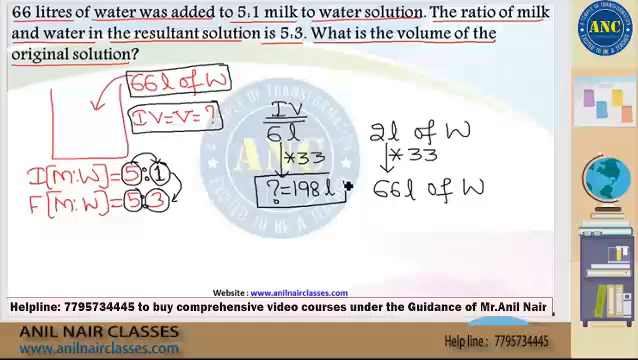 66 litres of water was added to 5:1 milk to water solution. The ratio of milk
and water in the resultant solution is 5:3. What is the volume of the
original solution?
ANC
66 l of W
IV=V=?
IV
6 l
*33
?=198 l
2l of W
*33
66l of W
I[M:W]=5:1
F[M:W]=5:3
Website : www.anilnairclasses.com
Helpline: 7795734445 to buy comprehensive video courses under the Guidance of Mr.Anil Nair
ANIL NAIR CLASSES
www.anilnairclasses.com
Help line : 7795734445